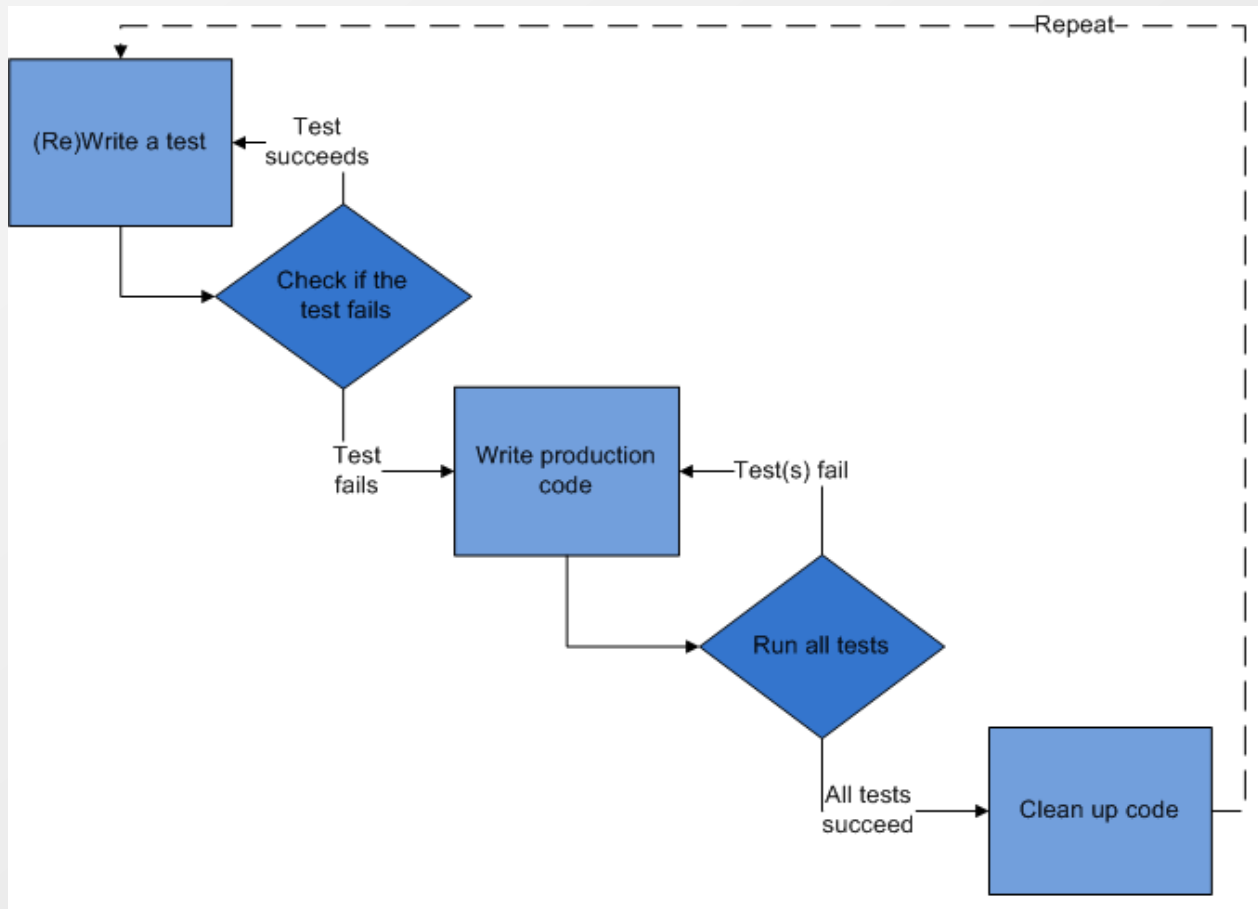 Repeat
(Re)Write a test
Test
succeeds
Check if the
test fails
Test
fails
Write production
code
Test(s) fail
Run all tests
All tests
succeed
Clean up code